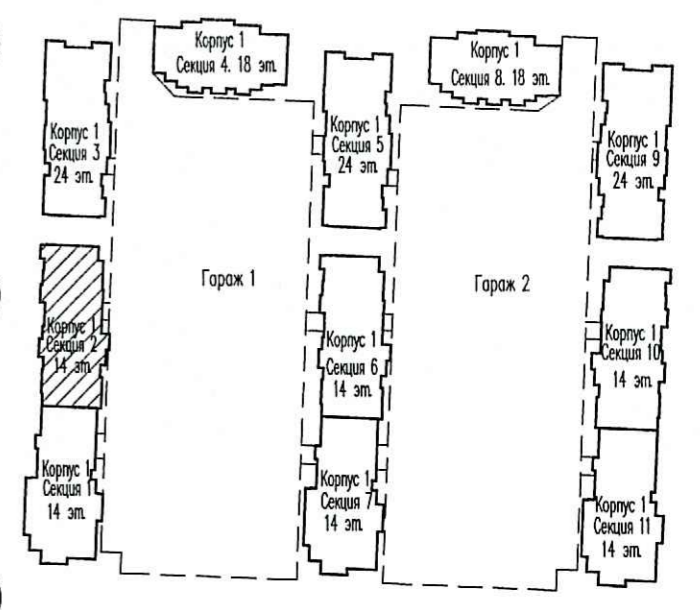 Корпус 1
Секция 4. 18 эт.
Корпус 1
Секция 8. 18 эт.
Корпус 1
Секция 3
24 эт.
Корпус 1
Секция 5
24 эт.
Корпус 1
Секция 9
24 эт.
Гараж 1
Гараж 2
Корпус 1
Секция 2
14 эт.
Корпус 1
Секция 6
14 эт.
Корпус 1
Секция 10
14 эт.
Корпус 1
Секция 1
14 эт.
Корпус 1
Секция 7
14 эт.
Корпус 1
Секция 11
14 эт.